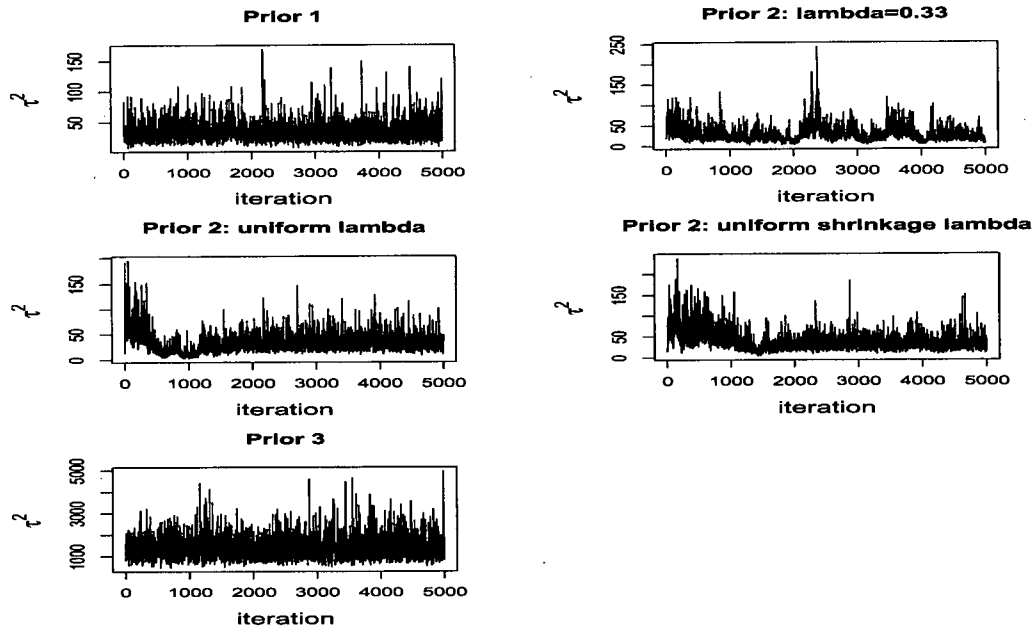 Prior 1
τ²
50 100 150
0 1000 2000 3000 4000 5000
iteration
Prior 2: lambda=0.33
τ²
0 50 150 250
0 1000 2000 3000 4000 5000
iteration
Prior 2: uniform lambda
τ²
0 50 150
0 1000 2000 3000 4000 5000
iteration
Prior 2: uniform shrinkage lambda
τ²
0 50 150
0 1000 2000 3000 4000 5000
iteration
Prior 3
τ²
1000 3000 5000
0 1000 2000 3000 4000 5000
iteration